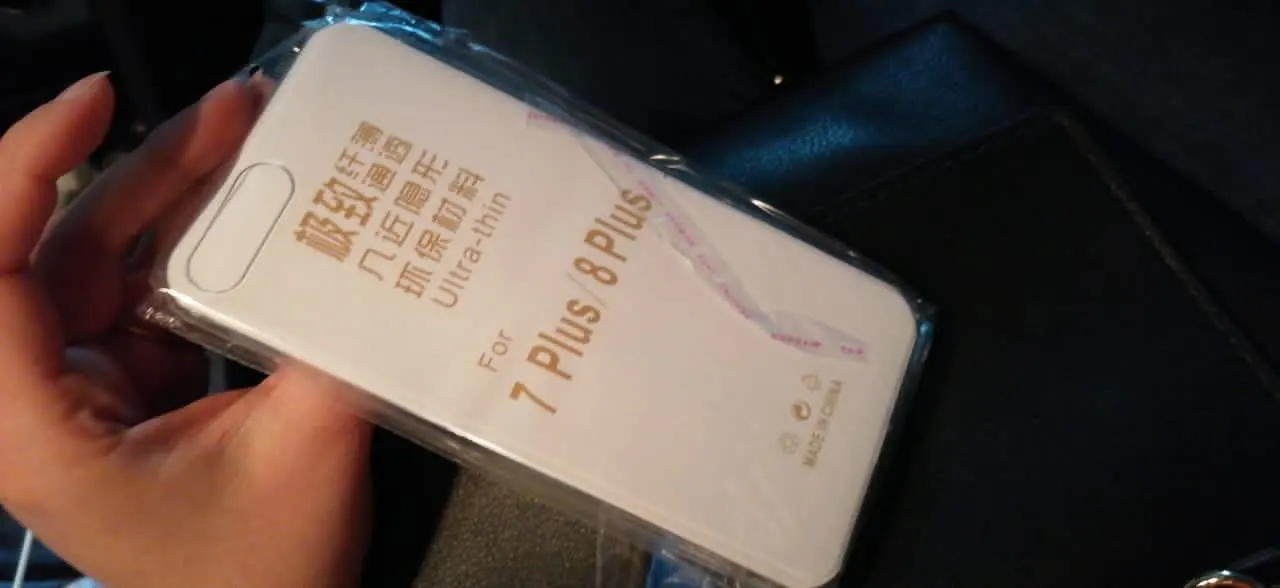 极致纤薄通透
几近隐形
环保材料
Ultra-thin
For
7 Plus/8 Plus
MADE IN CHINA